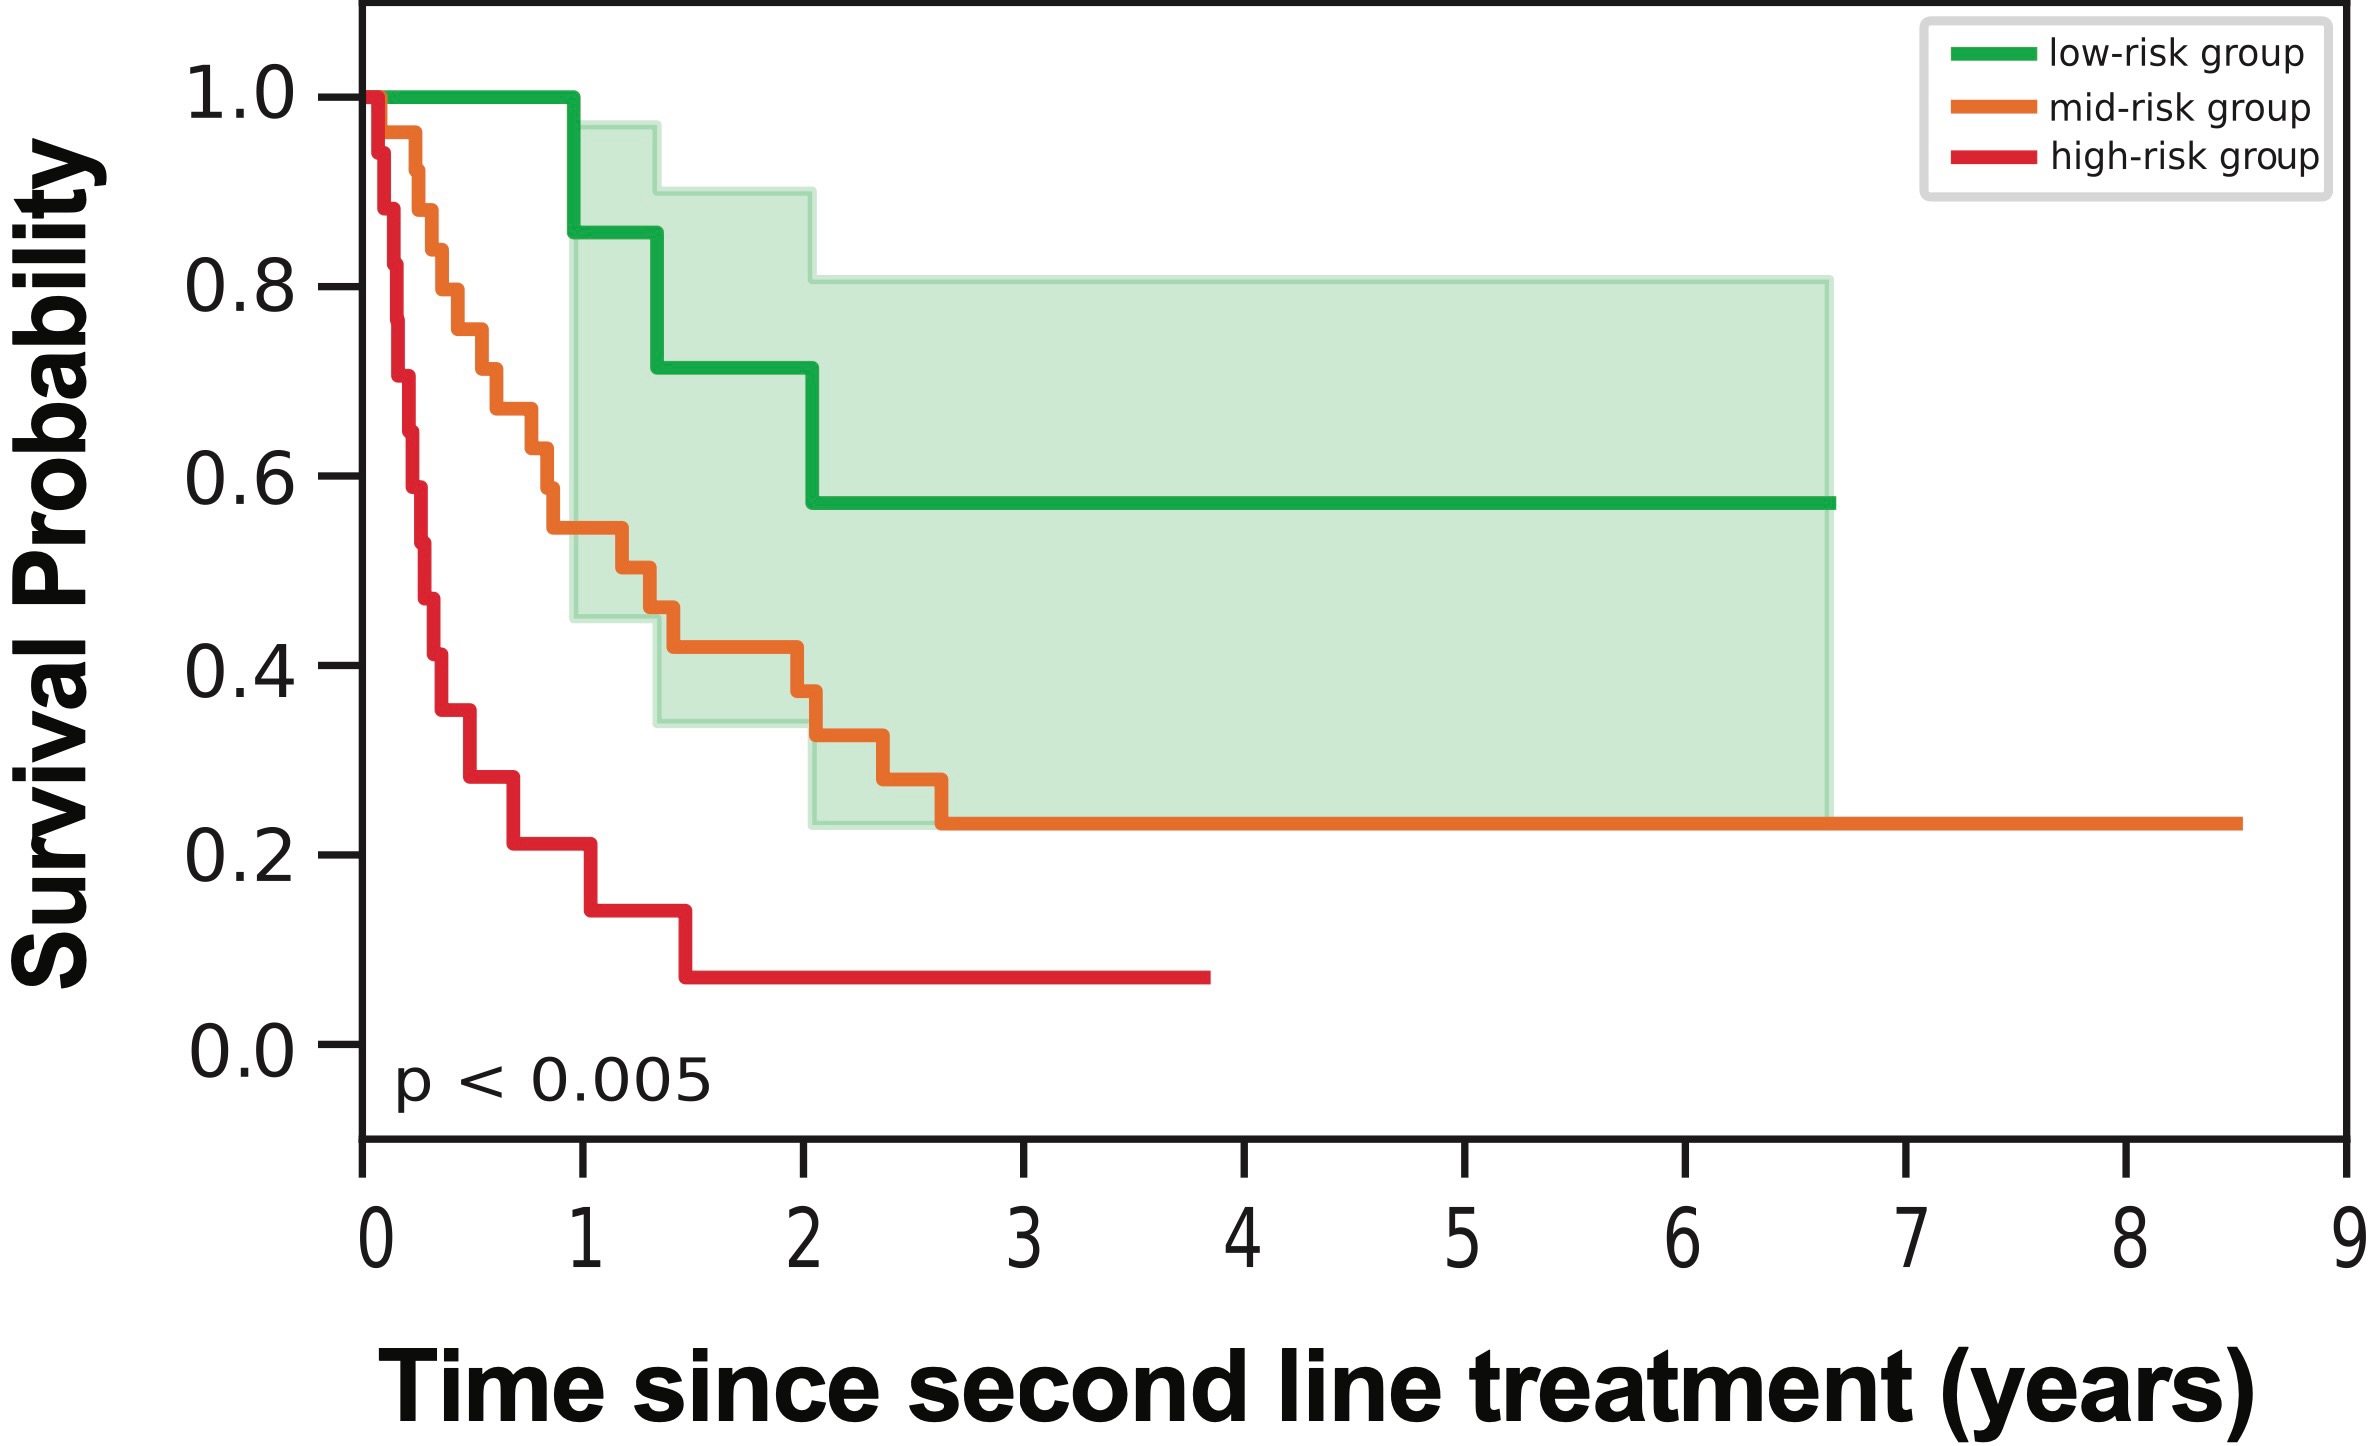 low-risk group
mid-risk group
high-risk group
Survival Probability
1.0
0.8
0.6
0.4
0.2
0.0
p < 0.005
0 1 2 3 4 5 6 7 8 9
Time since second line treatment (years)